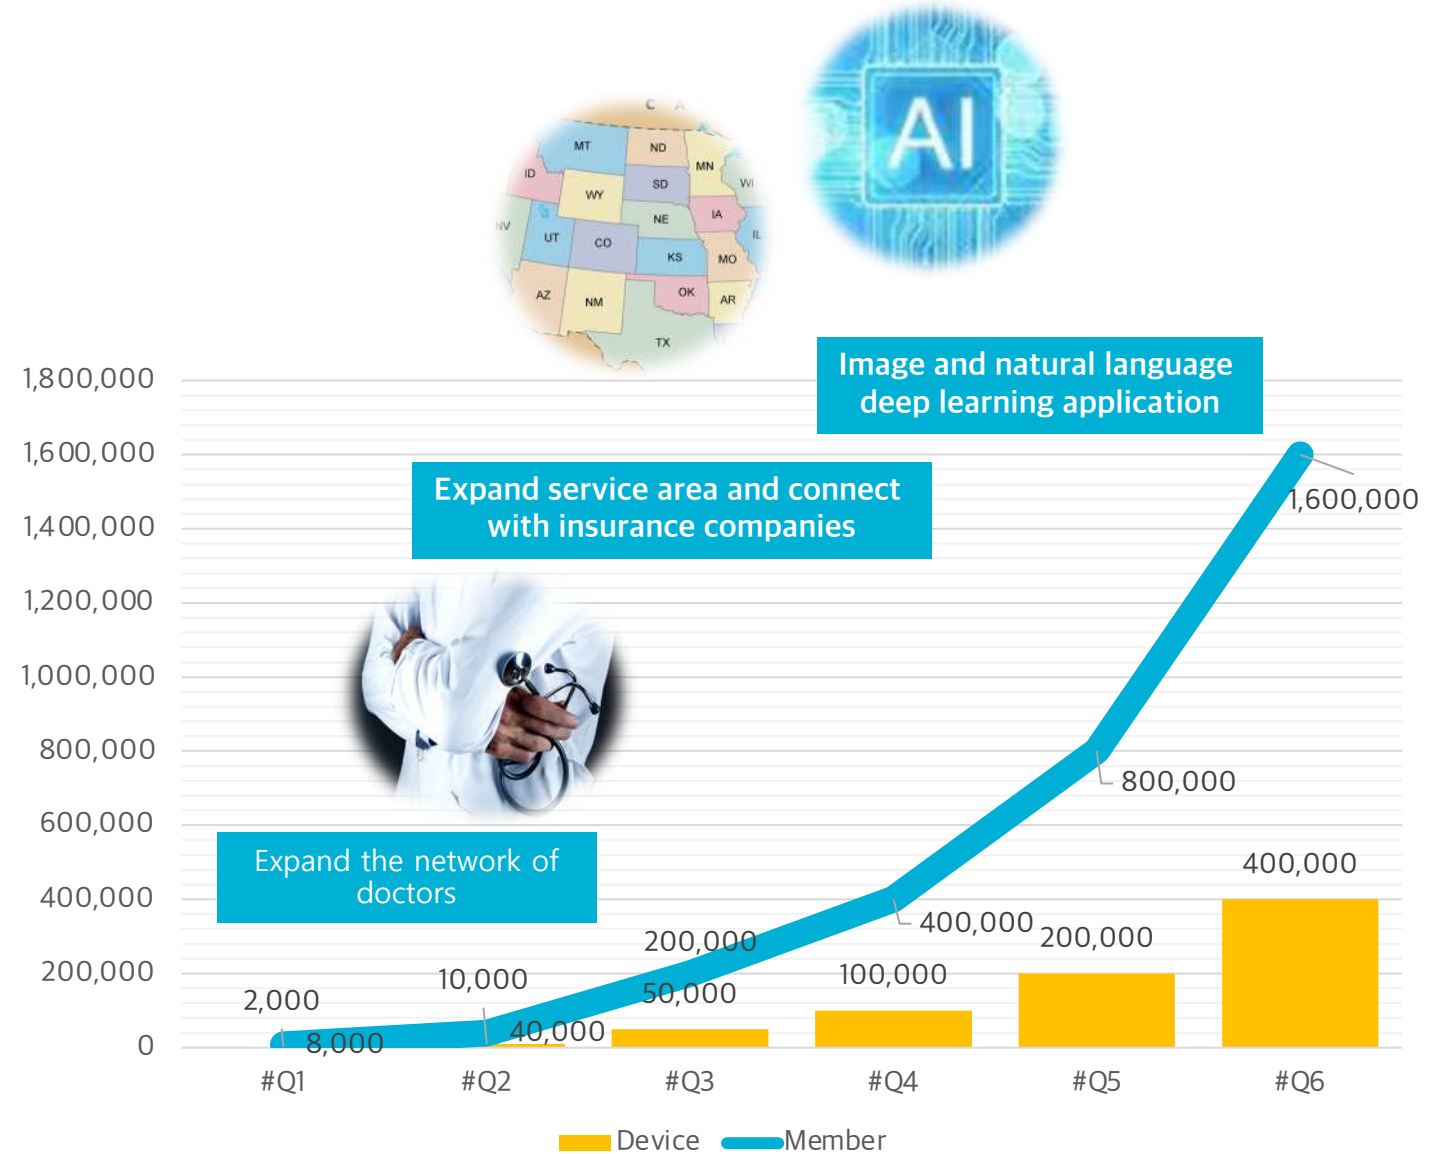 AI
C A
MT
ND
MN
ID
WY
SD
WI
NE
IA
NV
UT
CO
KS
MO
IL
AZ
NM
OK
AR
TX
Image and natural language
deep learning application
Expand service area and connect
with insurance companies
Expand the network of
doctors
1,800,000
1,600,000
1,400,000
1,200,000
1,000,000
800,000
600,000
400,000
200,000
0
1,600,000
800,000
400,000
400,000
200,000
200,000
100,000
50,000
10,000
40,000
2,000
8,000
#Q1
#Q2
#Q3
#Q4
#Q5
#Q6
Device
Member